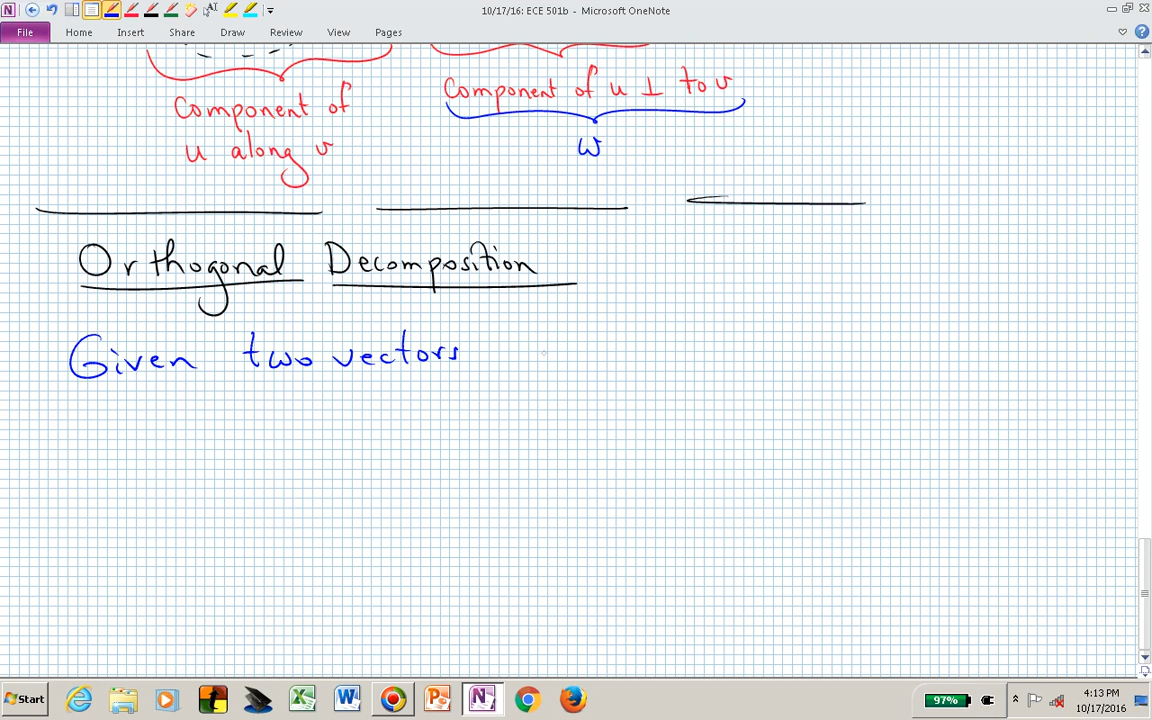 10/17/16: ECE 501b - Microsoft OneNote
File Home Insert Share Draw Review View Pages
Component of u ⊥ to v
Component of
u along v
w
Orthogonal Decomposition
Given two vectors
Start
97%
4:13 PM
10/17/2016